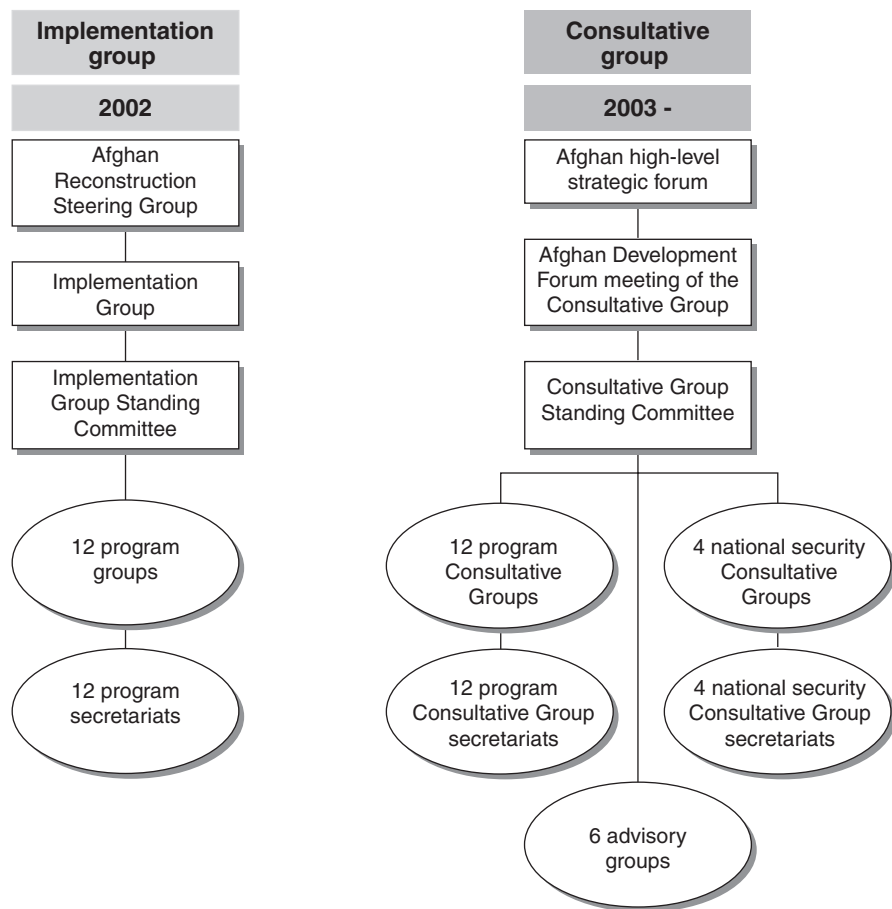 Implementation
group
2002
Afghan
Reconstruction
Steering Group
Implementation
Group
Implementation
Group Standing
Committee
12 program
groups
12 program
secretariats
Consultative
group
2003 -
Afghan high-level
strategic forum
Afghan Development
Forum meeting of the
Consultative Group
Consultative Group
Standing Committee
12 program
Consultative
Groups
4 national security
Consultative
Groups
12 program
Consultative Group
secretariats
4 national security
Consultative Group
secretariats
6 advisory
groups